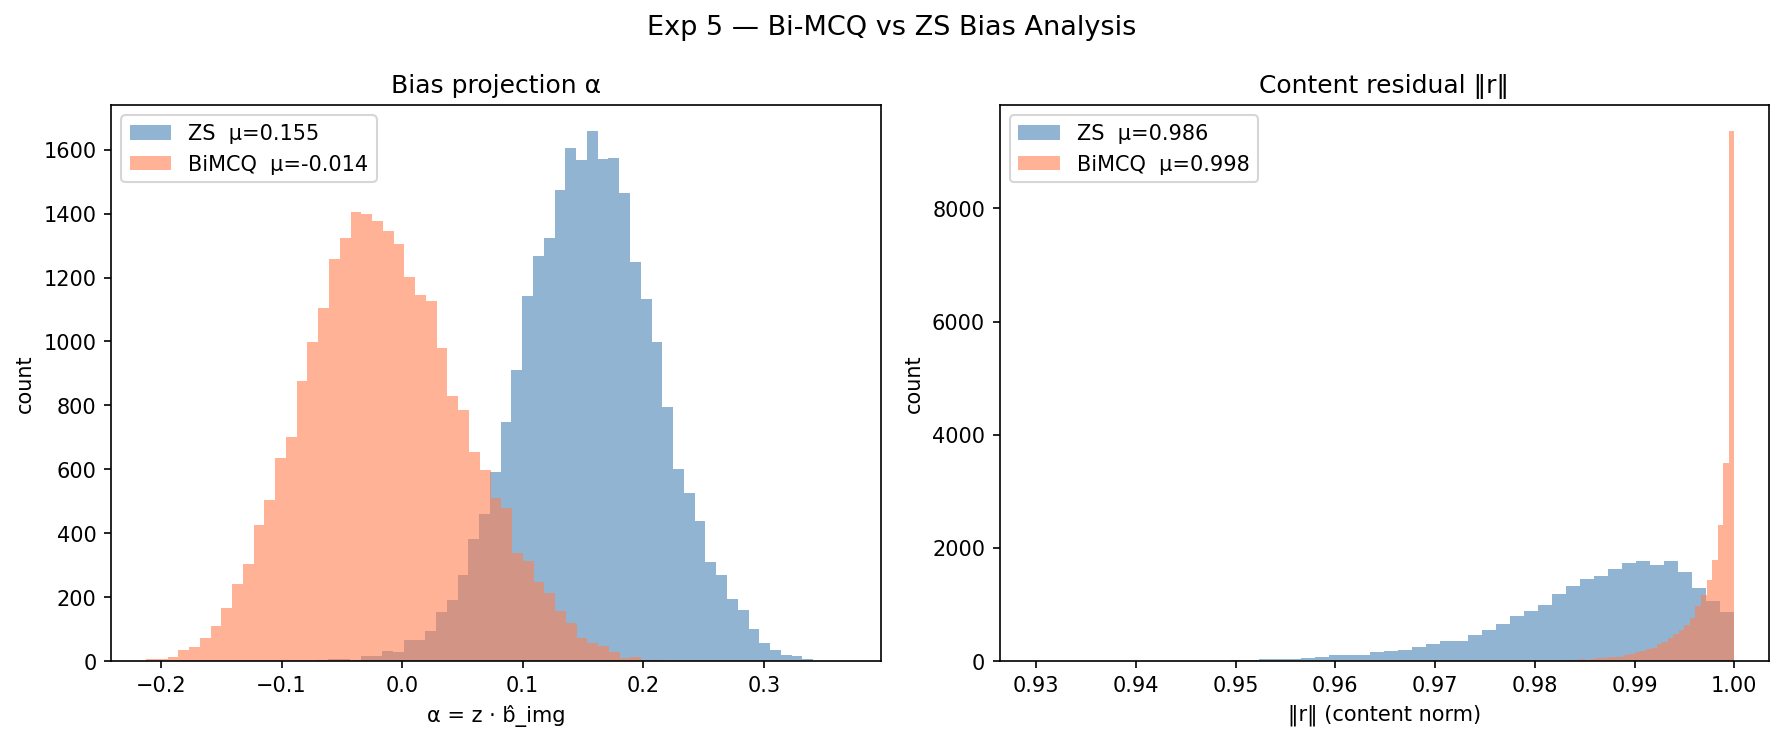 Exp 5 — Bi-MCQ vs ZS Bias Analysis
Bias projection α
ZS  μ=0.155
BiMCQ  μ=-0.014
count
1600
1400
1200
1000
800
600
400
200
0
−0.2
−0.1
0.0
0.1
0.2
0.3
α = z · b̂_img
Content residual ‖r‖
ZS  μ=0.986
BiMCQ  μ=0.998
count
8000
6000
4000
2000
0
0.93
0.94
0.95
0.96
0.97
0.98
0.99
1.00
‖r‖ (content norm)